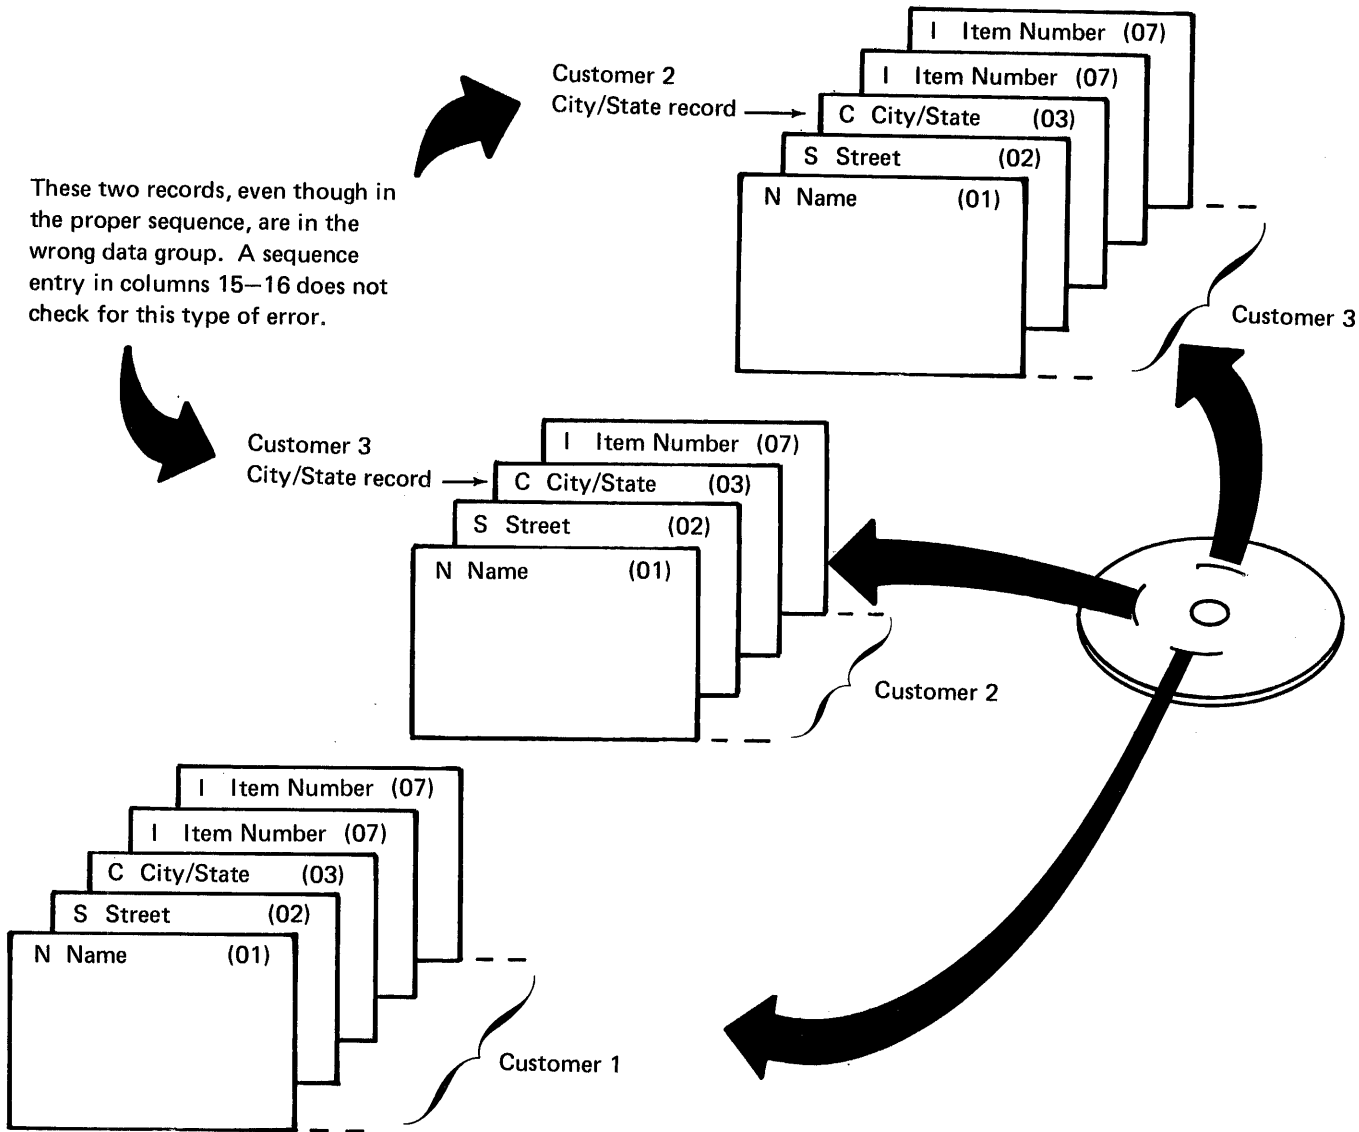 I Item Number (07)
I Item Number (07)
C City/State (03)
S Street (02)
N Name (01)
Customer 2
City/State record
These two records, even though in
the proper sequence, are in the
wrong data group. A sequence
entry in columns 15—16 does not
check for this type of error.
Customer 3
Customer 3
City/State record
I Item Number (07)
C City/State (03)
S Street (02)
N Name (01)
Customer 2
I Item Number (07)
I Item Number (07)
C City/State (03)
S Street (02)
N Name (01)
Customer 1